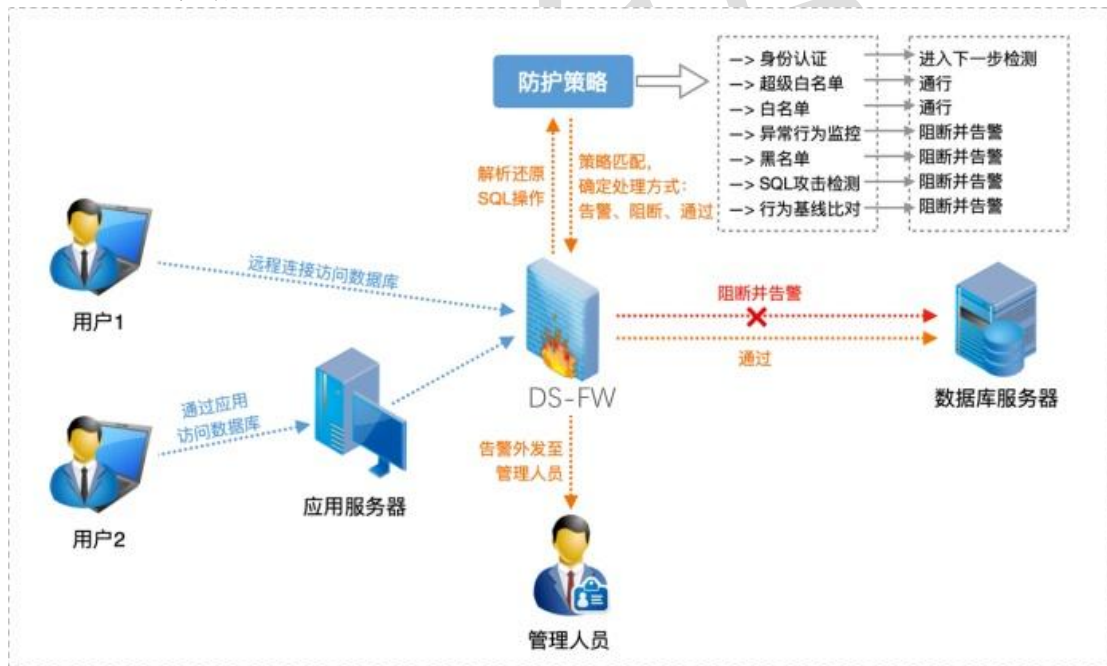 防护策略
—> 身份认证
—> 超级白名单
—> 白名单
—> 异常行为监控
—> 黑名单
—> SQL攻击检测
—> 行为基线比对
进入下一步检测
通行
通行
阻断并告警
阻断并告警
阻断并告警
阻断并告警
解析还原
SQL操作
策略匹配，
确定处理方式：
告警、阻断、通过
远程连接访问数据库
用户1
通过应用
访问数据库
用户2
应用服务器
DS-FW
阻断并告警
通过
数据库服务器
告警外发至
管理人员
管理人员